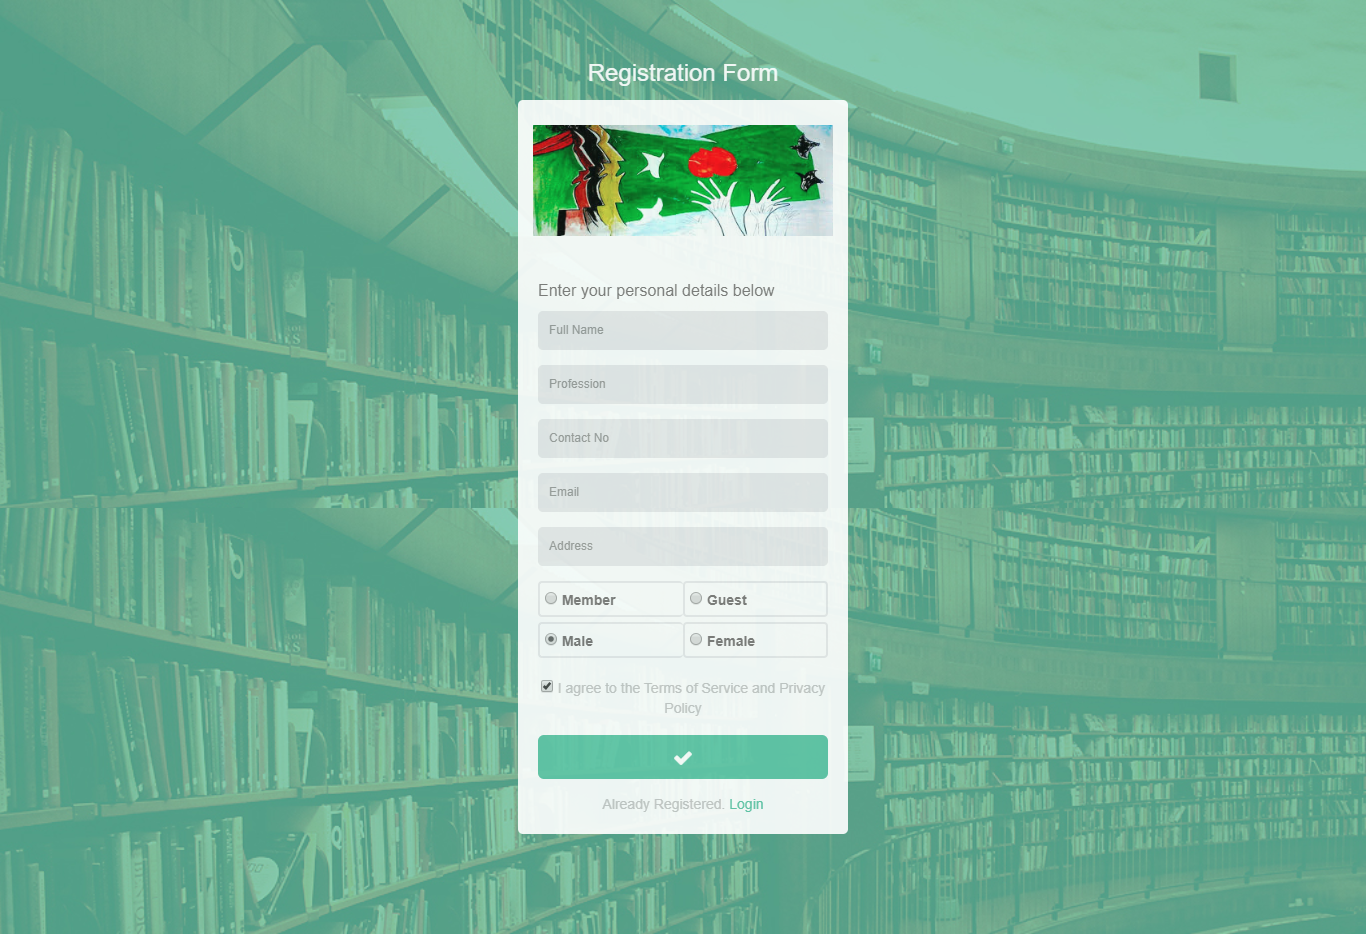 Registration Form
Enter your personal details below
Full Name
Profession
Contact No
Email
Address
Member
Guest
Male
Female
I agree to the Terms of Service and Privacy
Policy
Already Registered. Login